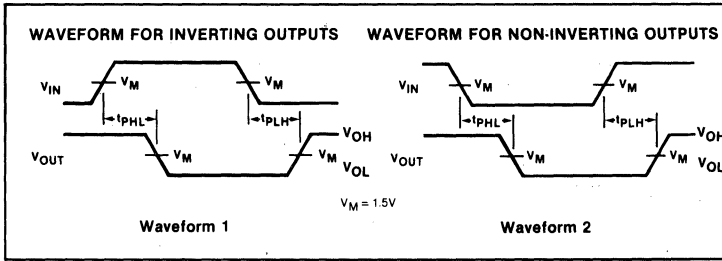 WAVEFORM FOR INVERTING OUTPUTS
VIN
VM
VM
tPHL
tPLH
VOUT
VM
VM
VOH
VOL
Waveform 1
VM = 1.5V
WAVEFORM FOR NON-INVERTING OUTPUTS
VIN
VM
VM
tPHL
tPLH
VOUT
VM
VM
VOH
VOL
Waveform 2